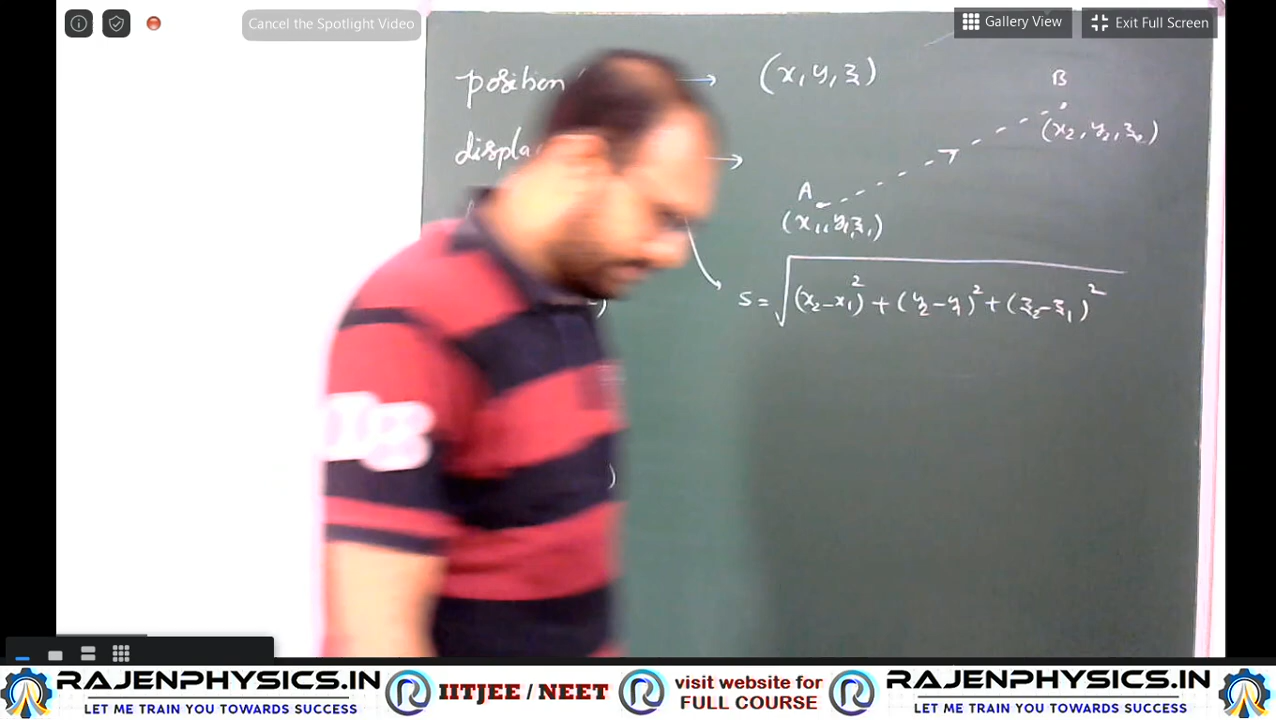 Cancel the Spotlight Video
Gallery View
Exit Full Screen
position → (x, y, z)
B
(x₂, y₂, z₂)
→
A
(x₁, y₁, z₁)
S = √(x₂-x₁)² + (y₂-y₁)² + (z₂-z₁)²
)
)
RAJENPHYSICS.IN
LET ME TRAIN YOU TOWARDS SUCCESS
IITJEE / NEET
visit website for
FULL COURSE
RAJENPHYSICS.IN
LET ME TRAIN YOU TOWARDS SUCCESS